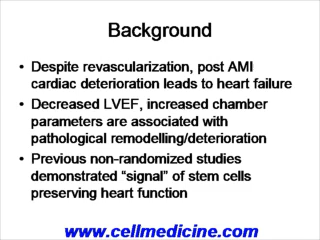 Background
• Despite revascularization, post AMI
cardiac deterioration leads to heart failure
• Decreased LVEF, increased chamber
parameters are associated with
pathological remodelling/deterioration
• Previous non-randomized studies
demonstrated “signal” of stem cells
preserving heart function
www.cellmedicine.com